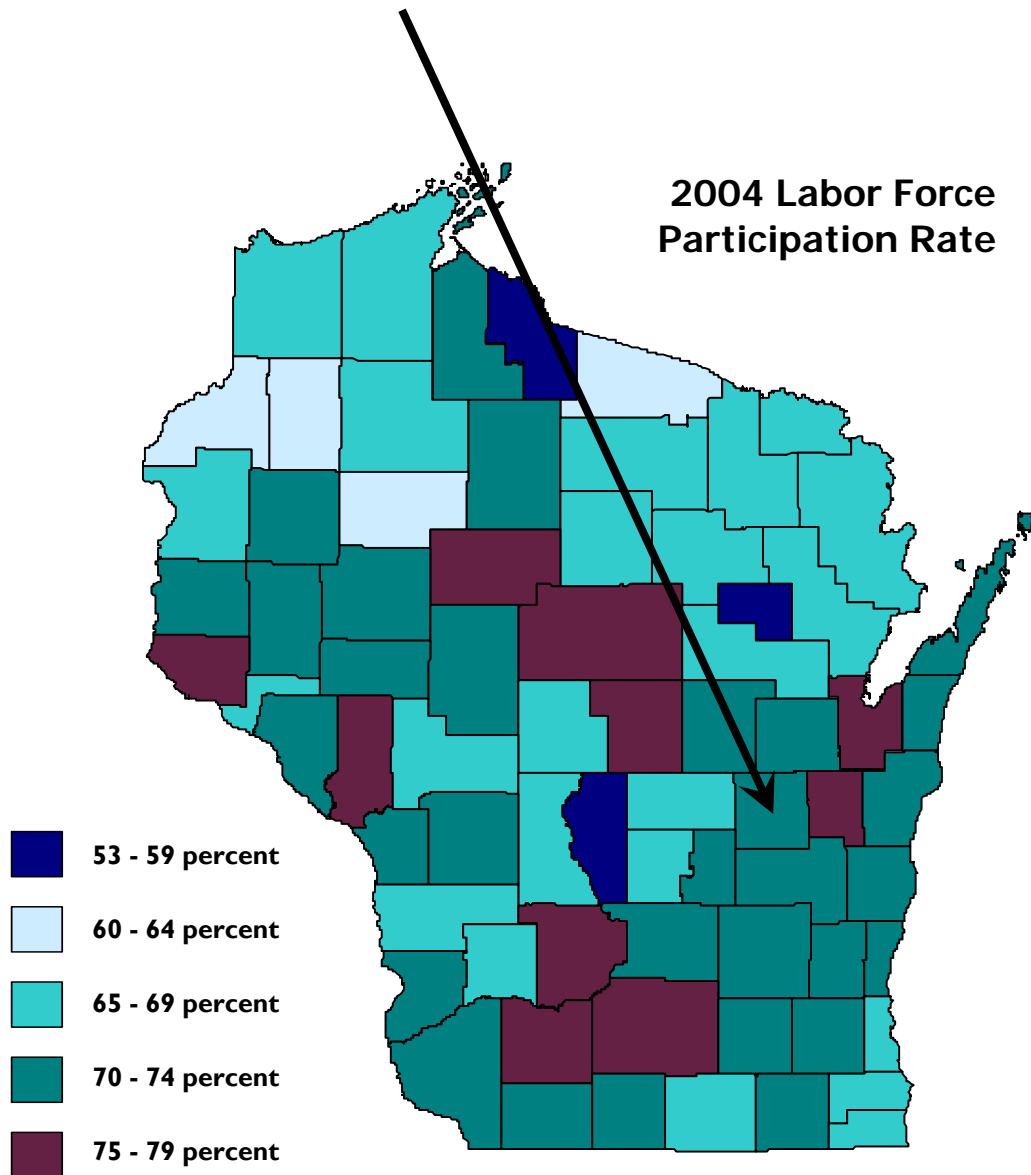 2004 Labor Force
Participation Rate
53 - 59 percent
60 - 64 percent
65 - 69 percent
70 - 74 percent
75 - 79 percent